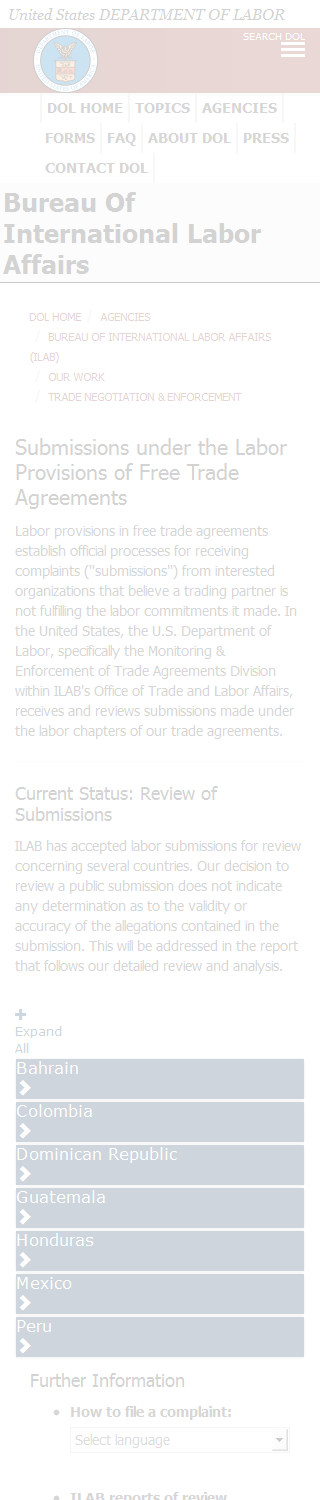 United States DEPARTMENT OF LABOR
SEARCH DOL
DOL HOME TOPICS AGENCIES
FORMS FAQ ABOUT DOL PRESS
CONTACT DOL
Bureau Of
International Labor
Affairs
DOL HOME / AGENCIES
/ BUREAU OF INTERNATIONAL LABOR AFFAIRS
(ILAB)
/ OUR WORK
/ TRADE NEGOTIATION & ENFORCEMENT
Submissions under the Labor
Provisions of Free Trade
Agreements
Labor provisions in free trade agreements
establish official processes for receiving
complaints ("submissions") from interested
organizations that believe a trading partner is
not fulfilling the labor commitments it made. In
the United States, the U.S. Department of
Labor, specifically the Monitoring &
Enforcement of Trade Agreements Division
within ILAB's Office of Trade and Labor Affairs,
receives and reviews submissions made under
the labor chapters of our trade agreements.
Current Status: Review of
Submissions
ILAB has accepted labor submissions for review
concerning several countries. Our decision to
review a public submission does not indicate
any determination as to the validity or
accuracy of the allegations contained in the
submission. This will be addressed in the report
that follows our detailed review and analysis.
Expand
All
Bahrain
Colombia
Dominican Republic
Guatemala
Honduras
Mexico
Peru
Further Information
• How to file a complaint:
Select language
• ILAB reports of review